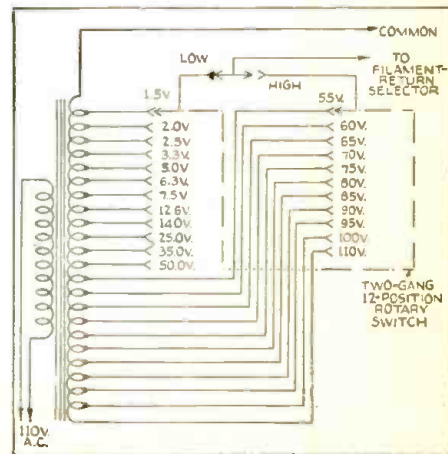 COMMON
LOW
TO
FILAMENT-
RETURN
SELECTOR
HIGH
1.5V.
2.0V.
2.5V.
3.3V.
5.0V.
6.3V.
7.5V.
12.6V.
14.0V.
25.0V.
35.0V.
50.0V.
55V.
60V.
65V.
70V.
75V.
80V.
85V.
90V.
95V.
100V.
110V.
TWO-GANG
12-POSITION
ROTARY
SWITCH
110V.
A.C.